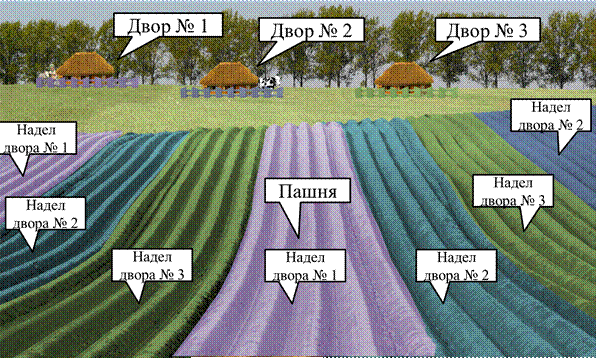 Двор № 1
Двор № 2
Двор № 3
Надел
двора № 1
Надел
двора № 2
Надел
двора № 3
Пашня
Надел
двора № 1
Надел
двора № 2
Надел
двора № 3
Надел
двора № 2